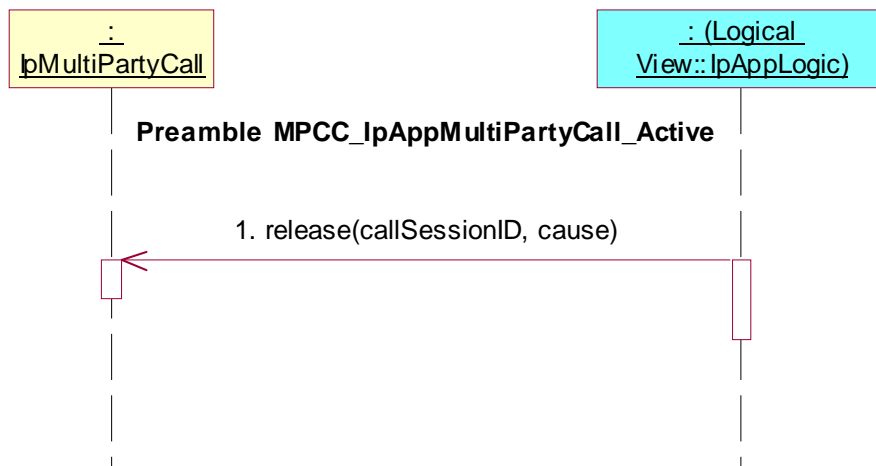 :
IpMultiPartyCall
: (Logical
View::IpAppLogic)
Preamble MPCC_IpAppMultiPartyCall_Active
1. release(callSessionID, cause)